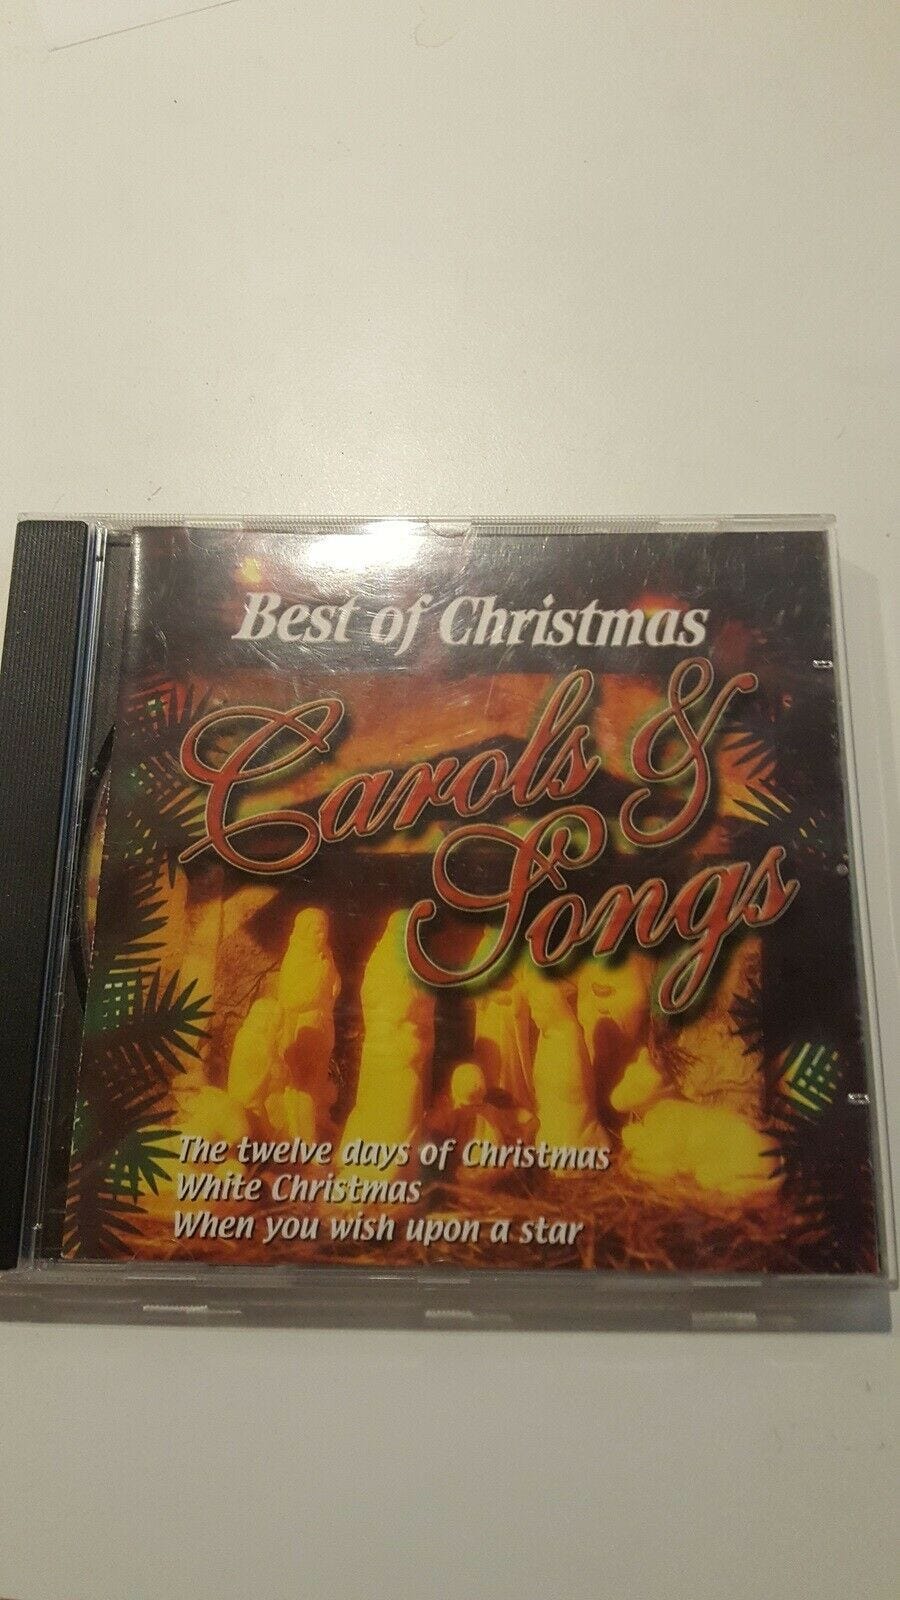 Best of Christmas
Carols &
Songs
The twelve days of Christmas
White Christmas
When you wish upon a star